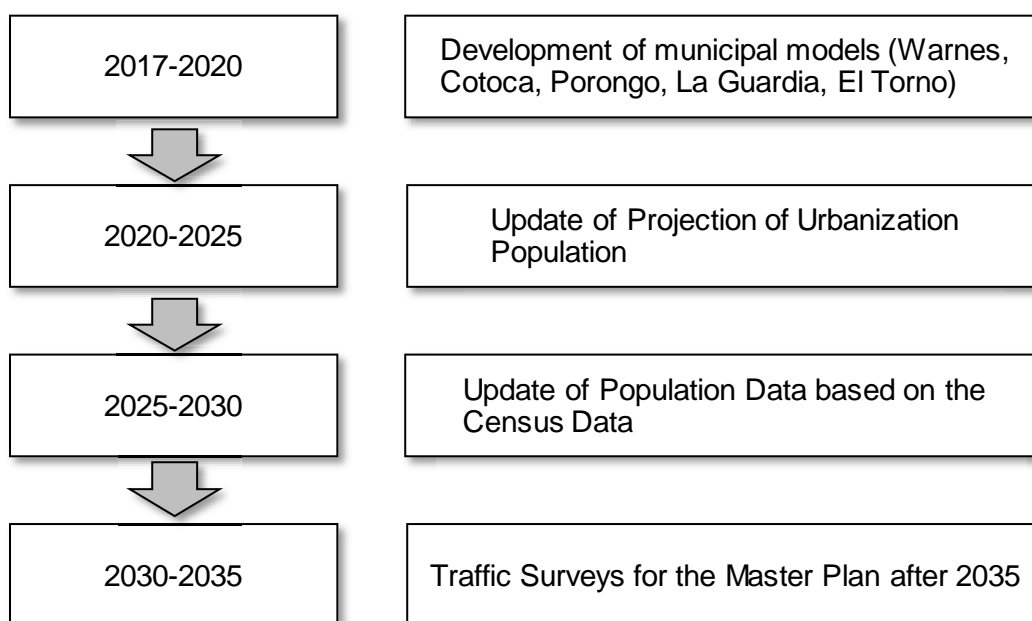 2017-2020
Development of municipal models (Warnes,
Cotoca, Porongo, La Guardia, El Torno)
2020-2025
Update of Projection of Urbanization
Population
2025-2030
Update of Population Data based on the
Census Data
2030-2035
Traffic Surveys for the Master Plan after 2035